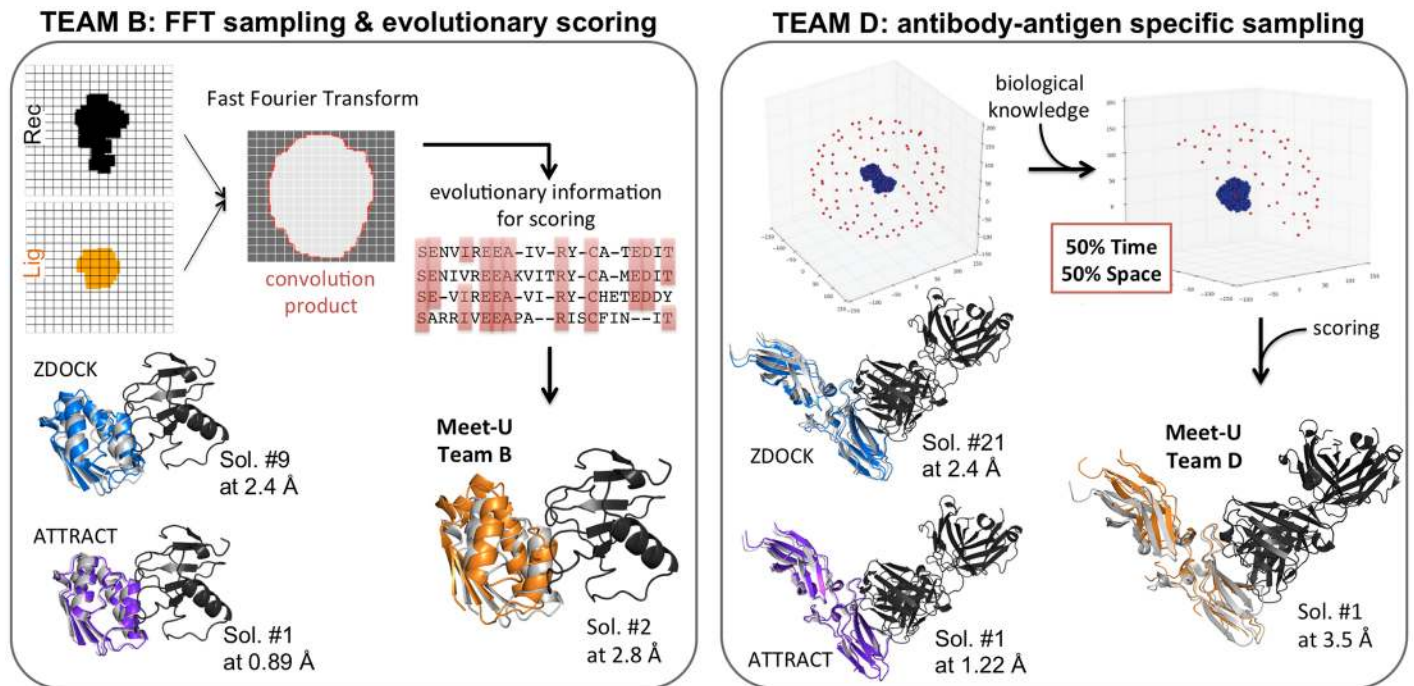 TEAM B: FFT sampling & evolutionary scoring
Rec
Lig
Fast Fourier Transform
convolution
product
evolutionary information
for scoring
SENVIREEA-IV-RY-CA-TEDIT
SENIVREEAKVITRY-CA-MEDIT
SE-VIREEA-VI-RY-CHETEDDY
SARRIVEEAPA--RISCFIN--IT
ZDOCK
Sol. #9
at 2.4 Å
ATTRACT
Sol. #1
at 0.89 Å
Meet-U
Team B
Sol. #2
at 2.8 Å
TEAM D: antibody-antigen specific sampling
biological
knowledge
50% Time
50% Space
scoring
ZDOCK
Sol. #21
at 2.4 Å
ATTRACT
Sol. #1
at 1.22 Å
Meet-U
Team D
Sol. #1
at 3.5 Å